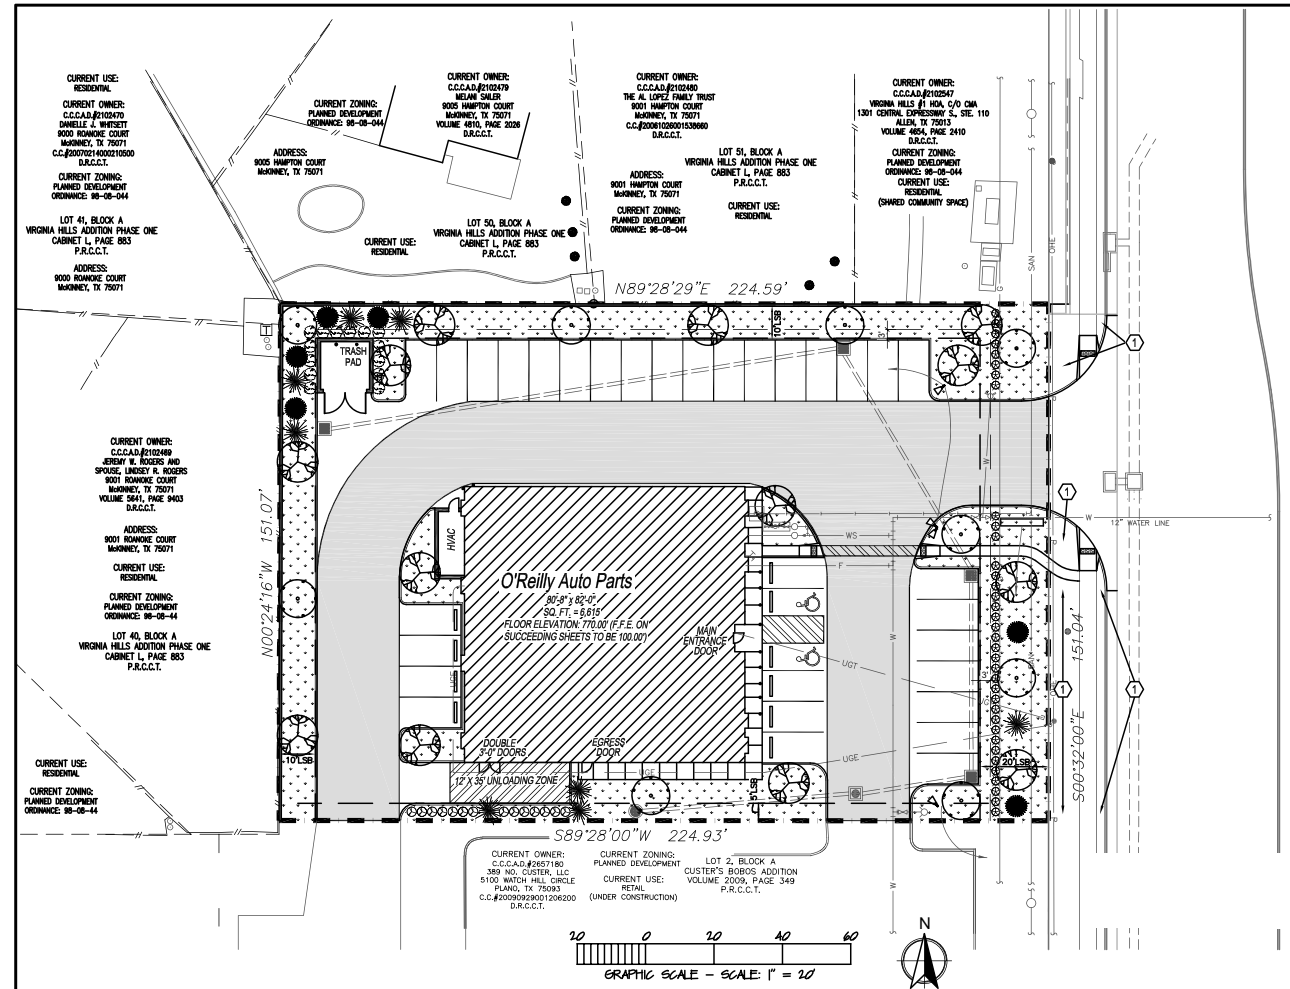 CURRENT USE:
RESIDENTIAL
CURRENT OWNER:
C.C.C.A.D.#2102470
DANIELLE J. WHITSETT
9000 ROANOKE COURT
McKINNEY, TX 75071
C.C.#20070214000210500
D.R.C.C.T.
CURRENT ZONING:
PLANNED DEVELOPMENT
ORDINANCE: 98-08-044
LOT 41, BLOCK A
VIRGINIA HILLS ADDITION PHASE ONE
CABINET L, PAGE 883
P.R.C.C.T.
ADDRESS:
9000 ROANOKE COURT
McKINNEY, TX 75071
CURRENT ZONING:
PLANNED DEVELOPMENT
ORDINANCE: 98-08-044
ADDRESS:
9005 HAMPTON COURT
McKINNEY, TX 75071
CURRENT OWNER:
C.C.C.A.D.#2102479
MELANI SAILER
9005 HAMPTON COURT
McKINNEY, TX 75071
VOLUME 4810, PAGE 2026
D.R.C.C.T.
LOT 50, BLOCK A
VIRGINIA HILLS ADDITION PHASE ONE
CABINET L, PAGE 883
P.R.C.C.T.
CURRENT USE:
RESIDENTIAL
CURRENT OWNER:
C.C.C.A.D.#2102480
THE AL LOPEZ FAMILY TRUST
9001 HAMPTON COURT
McKINNEY, TX 75071
C.C.#20061026001538660
D.R.C.C.T.
LOT 51, BLOCK A
VIRGINIA HILLS ADDITION PHASE ONE
CABINET L, PAGE 883
P.R.C.C.T.
ADDRESS:
9001 HAMPTON COURT
McKINNEY, TX 75071
CURRENT ZONING:
PLANNED DEVELOPMENT
ORDINANCE: 98-08-044
CURRENT USE:
RESIDENTIAL
CURRENT OWNER:
C.C.C.A.D.#2102547
VIRGINIA HILLS #1 HOA, C/O CMA
1301 CENTRAL EXPRESSWAY S., STE. 110
ALLEN, TX 75013
VOLUME 4654, PAGE 2410
D.R.C.C.T.
CURRENT ZONING:
PLANNED DEVELOPMENT
ORDINANCE: 98-08-044
CURRENT USE:
RESIDENTIAL
(SHARED COMMUNITY SPACE)
SAN
OHE
G
N89°28'29"E 224.59'
10'LSB
3'
TRASH
PAD
1
CURRENT OWNER:
C.C.C.A.D.#2102469
JEREMY W. ROGERS AND
SPOUSE, LINDSEY R. ROGERS
9001 ROANOKE COURT
McKINNEY, TX 75071
VOLUME 5641, PAGE 9403
D.R.C.C.T.
ADDRESS:
9001 ROANOKE COURT
McKINNEY, TX 75071
CURRENT USE:
RESIDENTIAL
CURRENT ZONING:
PLANNED DEVELOPMENT
ORDINANCE: 98-08-44
LOT 40, BLOCK A
VIRGINIA HILLS ADDITION PHASE ONE
CABINET L, PAGE 883
P.R.C.C.T.
N00°24'16"W 151.07'
W
1
W
12" WATER LINE
W
HVAC
WS
F
O'Reilly Auto Parts
80'-8" x 82'-0"
SQ. FT. = 6,615
FLOOR ELEVATION: 770.00' (F.F.E. ON
SUCCEEDING SHEETS TO BE 100.00')
MAIN
ENTRANCE
DOOR
W
UGT
UGE
3'
1
1
S00°32'00"E 151.04'
UGE
DOUBLE
3'-0" DOORS
EGRESS
DOOR
12' X 35' UNLOADING ZONE
UGE
5'LSB
10'LSB
20'LSB
CURRENT USE:
RESIDENTIAL
CURRENT ZONING:
PLANNED DEVELOPMENT
ORDINANCE: 98-08-44
S89°28'00"W 224.93'
CURRENT OWNER:
C.C.C.A.D.#2657180
389 NO. CUSTER, LLC
5100 WATCH HILL CIRCLE
PLANO, TX 75093
C.C.#20090929001206200
D.R.C.C.T.
CURRENT ZONING:
PLANNED DEVELOPMENT
CURRENT USE:
RETAIL
(UNDER CONSTRUCTION)
LOT 2, BLOCK A
CUSTER'S BOBOS ADDITION
VOLUME 2009, PAGE 349
P.R.C.C.T.
W
20 0 20 40 60
GRAPHIC SCALE - SCALE: 1" = 20'
N